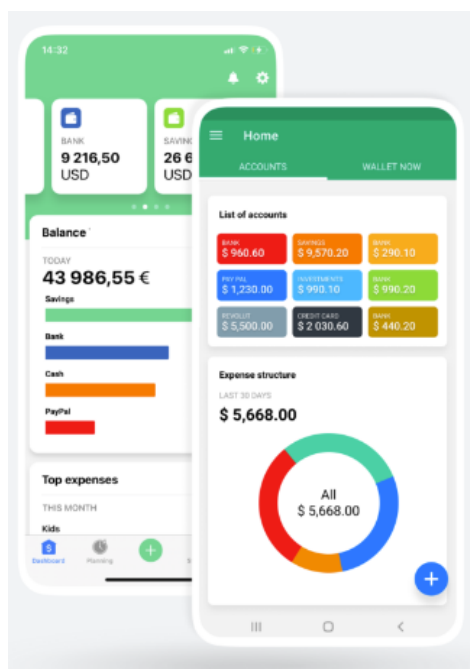 14:32
BANK
9 216,50
USD
26 6
USD
Balance
TODAY
43 986,55 €
Savings
Bank
Cash
PayPal
Top expenses
THIS MONTH
Kids
Dashboard
Planning
Home
ACCOUNTS
WALLET NOW
List of accounts
BANK
$ 960.60
SAVINGS
$ 9,570.20
BANK
$ 290.10
PAYPAL
$ 1,230.00
INVESTMENTS
$ 990.10
BANK
$ 990.20
REVOLUT
$ 5,500.00
CREDIT CARD
$ 2 030.60
BANK
$ 440.20
Expense structure
LAST 30 DAYS
$ 5,668.00
All
$ 5,668.00